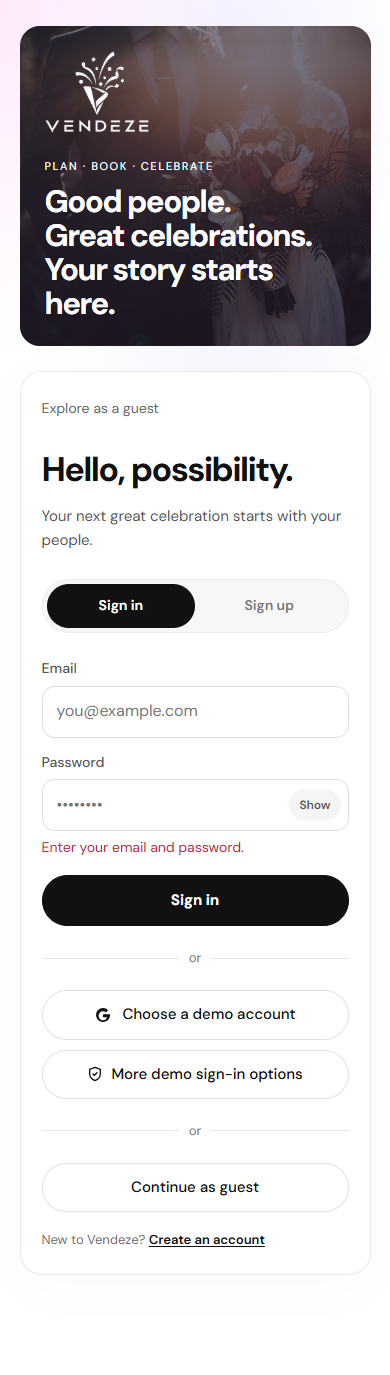 VENDEZE
PLAN · BOOK · CELEBRATE
Good people.
Great celebrations.
Your story starts
here.
Explore as a guest
Hello, possibility.
Your next great celebration starts with your
people.
Sign in
Sign up
Email
you@example.com
Password
••••••••
Show
Enter your email and password.
Sign in
or
Choose a demo account
More demo sign-in options
or
Continue as guest
New to Vendeze? Create an account